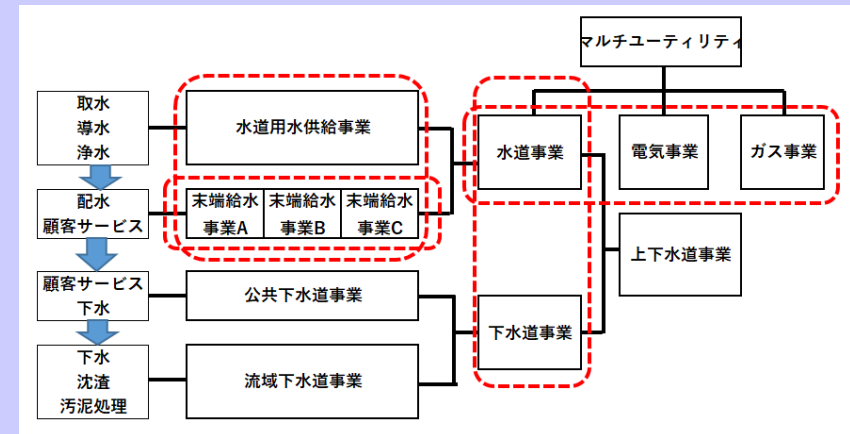 マルチユーティリティ
取水
導水
浄水
水道用水供給事業
水道事業
電気事業
ガス事業
配水
顧客サービス
末端給水
事業A
末端給水
事業B
末端給水
事業C
上下水道事業
顧客サービス
下水
公共下水道事業
下水道事業
下水
沈渣
汚泥処理
流域下水道事業